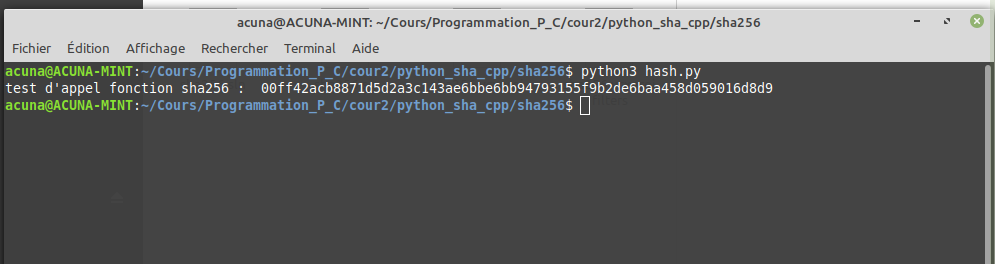 acuna@ACUNA-MINT: ~/Cours/Programmation_P_C/cour2/python_sha_cpp/sha256
Fichier Édition Affichage Rechercher Terminal Aide
acuna@ACUNA-MINT:~/Cours/Programmation_P_C/cour2/python_sha_cpp/sha256$ python3 hash.py
test d'appel fonction sha256 :  00ff42acb8871d5d2a3c143ae6bbe6bb94793155f9b2de6baa458d059016d8d9
acuna@ACUNA-MINT:~/Cours/Programmation_P_C/cour2/python_sha_cpp/sha256$